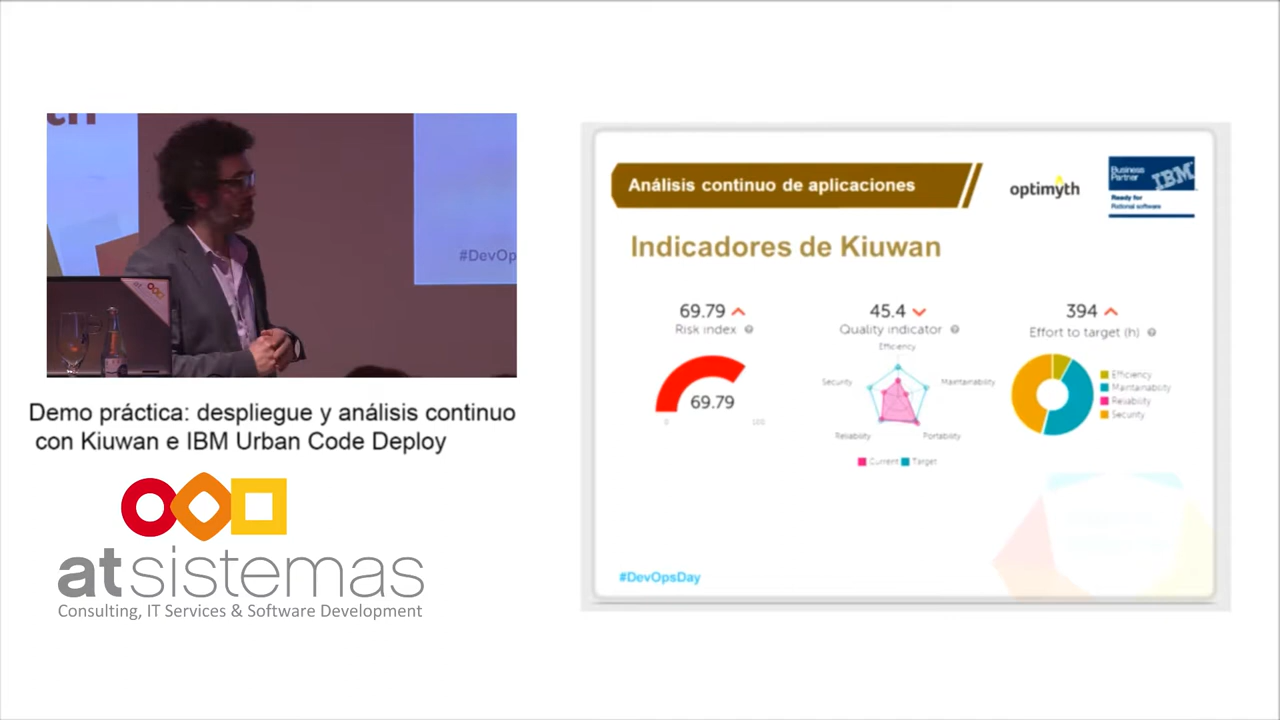 #DevOp
Demo práctica: despliegue y análisis continuo
con Kiuwan e IBM Urban Code Deploy
atsistemas
Consulting, IT Services & Software Development
Análisis continuo de aplicaciones
optimyth
Business
Partner
IBM
Ready for
Rational software
Indicadores de Kiuwan
69.79
Risk index
69.79
0
100
45.4
Quality indicator
Efficiency
Security
Maintainability
Reliability
Portability
Current
Target
394
Effort to target (h)
Efficiency
Maintainability
Reliability
Security
#DevOpsDay